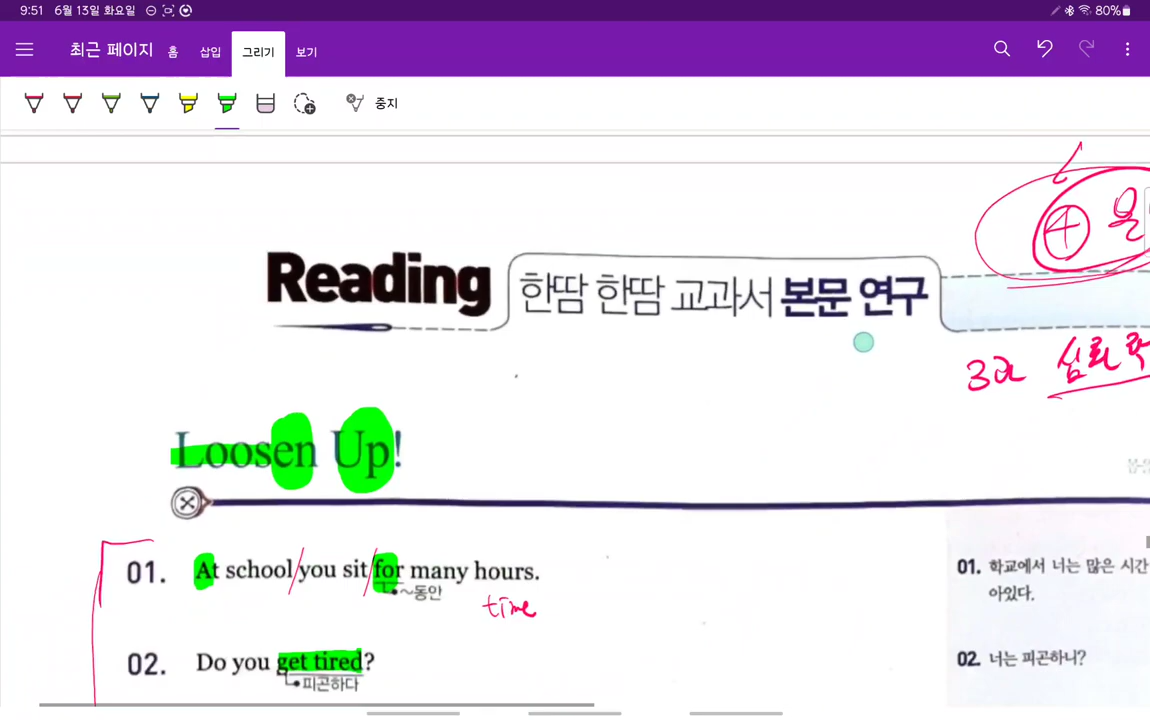 9:51 6월 13일 화요일 80%
최근 페이지 홈 삽입 그리기 보기
중지
Reading 한땀 한땀 교과서 본문 연구
3과 심화
Loosen Up!
01. At school/you sit/for many hours.
~동안
time
01. 학교에서 너는 많은 시간
아있다.
02. Do you get tired?
피곤하다
02. 너는 피곤하니?